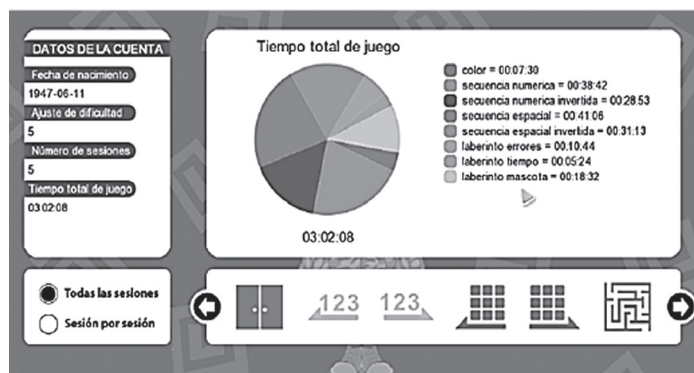 DATOS DE LA CUENTA
Fecha de nacimiento
1947-06-11
Ajuste de dificultad
5
Número de sesiones
5
Tiempo total de juego
03:02:08
Todas las sesiones
Sesión por sesión
Tiempo total de juego
color = 00:07:30
secuencia numerica = 00:38:42
secuencia numerica invertida = 00:28:53
secuencia espacial = 00:41:06
secuencia espacial invertida = 00:31:13
laberinto errores = 00:10:44
laberinto tiempo = 00:05:24
laberinto mascota = 00:18:32
03:02:08
123
123